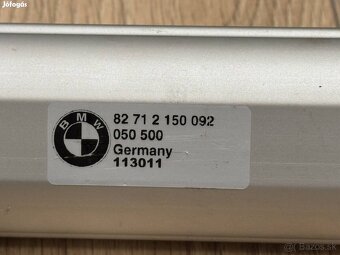 Jófogás
BMW
82 71 2 150 092
050 500
Germany
113011
© Bazos.sk